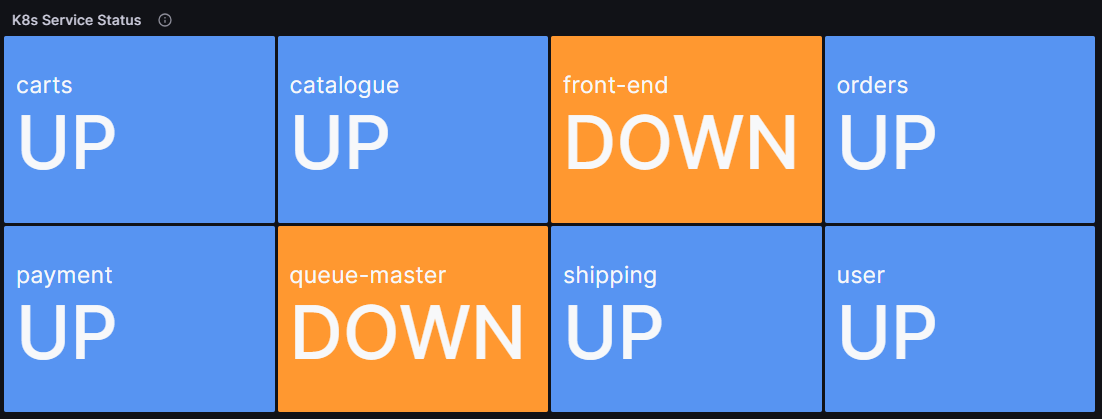 K8s Service Status
carts
UP
catalogue
UP
front-end
DOWN
orders
UP
payment
UP
queue-master
DOWN
shipping
UP
user
UP